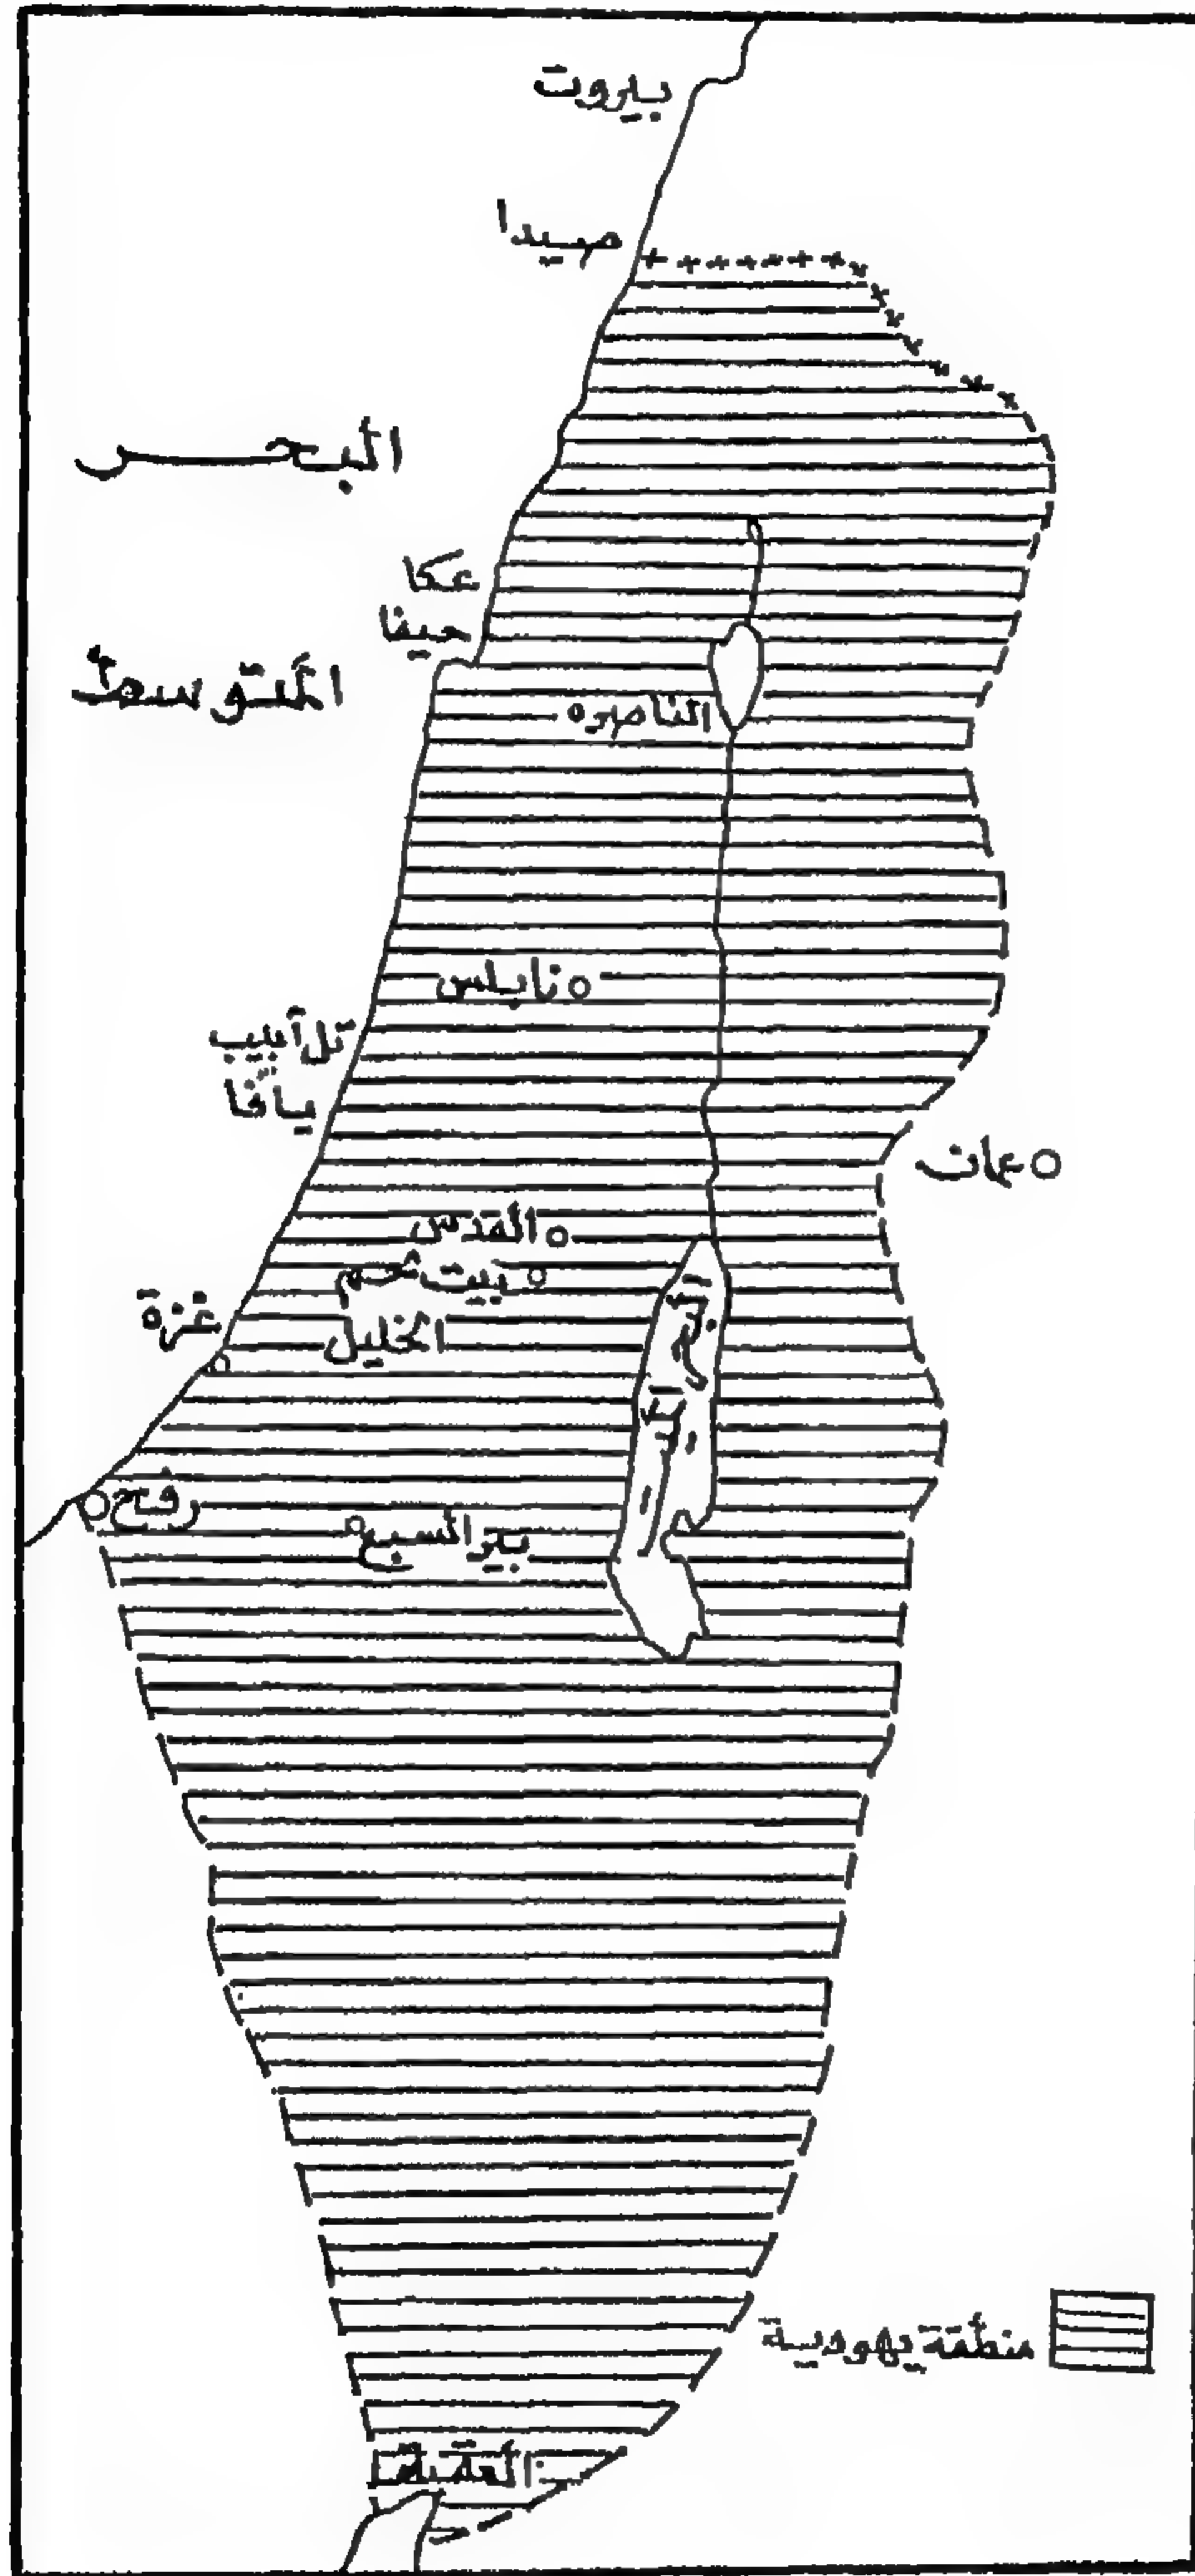 بيروت
صيدا
البحر
المتوسط
عكا
حيفا
الناصره
نابلس
تل أبيب
يافا
عمان
القدس
بيت لحم
الخليل
غزة
رفح
بير السبع
العقبة
منطقة يهودية